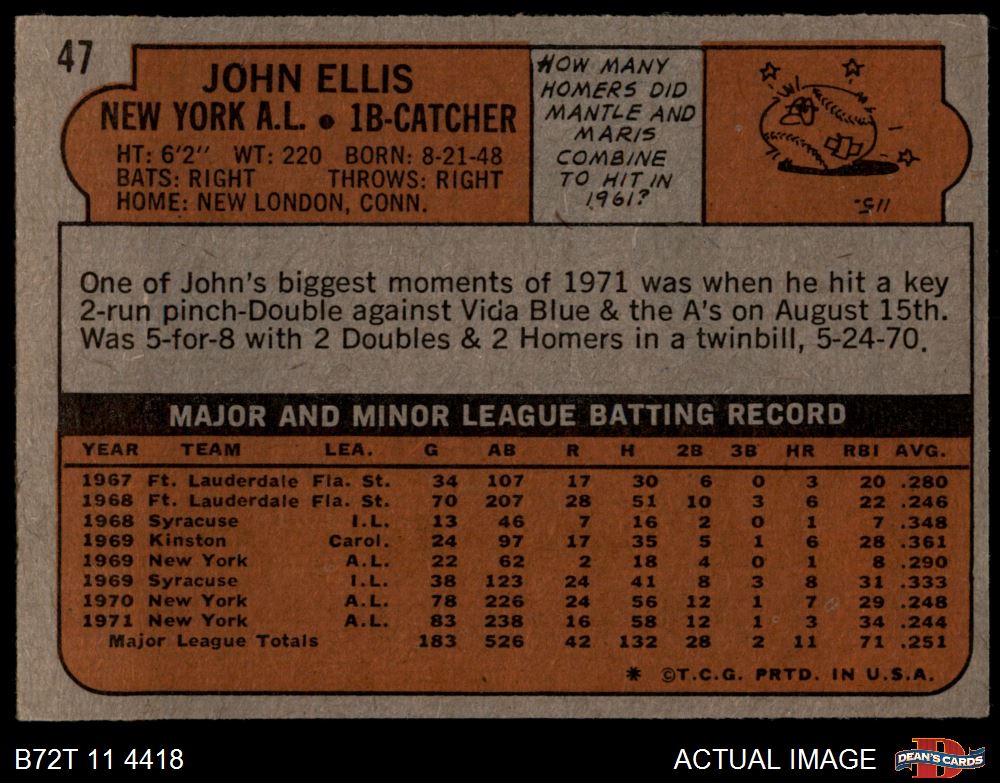 47
JOHN ELLIS
NEW YORK A.L. • 1B-CATCHER
HT: 6'2" WT: 220 BORN: 8-21-48
BATS: RIGHT THROWS: RIGHT
HOME: NEW LONDON, CONN.
HOW MANY
HOMERS DID
MANTLE AND
MARIS
COMBINE
TO HIT IN
1961?
115.
One of John's biggest moments of 1971 was when he hit a key
2-run pinch-Double against Vida Blue & the A's on August 15th.
Was 5-for-8 with 2 Doubles & 2 Homers in a twinbill, 5-24-70.
MAJOR AND MINOR LEAGUE BATTING RECORD
YEAR TEAM LEA. G AB R H 2B 3B HR RBI AVG.
1967 Ft. Lauderdale Fla. St. 34 107 17 30 6 0 3 20 .280
1968 Ft. Lauderdale Fla. St. 70 207 28 51 10 3 6 22 .246
1968 Syracuse I.L. 13 46 7 16 2 0 1 7 .348
1969 Kinston Carol. 24 97 17 35 5 1 6 28 .361
1969 New York A.L. 22 62 2 18 4 0 1 8 .290
1969 Syracuse I.L. 38 123 24 41 8 3 8 31 .333
1970 New York A.L. 78 226 24 56 12 1 7 29 .248
1971 New York A.L. 83 238 16 58 12 1 3 34 .244
Major League Totals 183 526 42 132 28 2 11 71 .251
* ©T.C.G. PRTD. IN U.S.A.
B72T 11 4418 ACTUAL IMAGE
DEAN'S CARDS